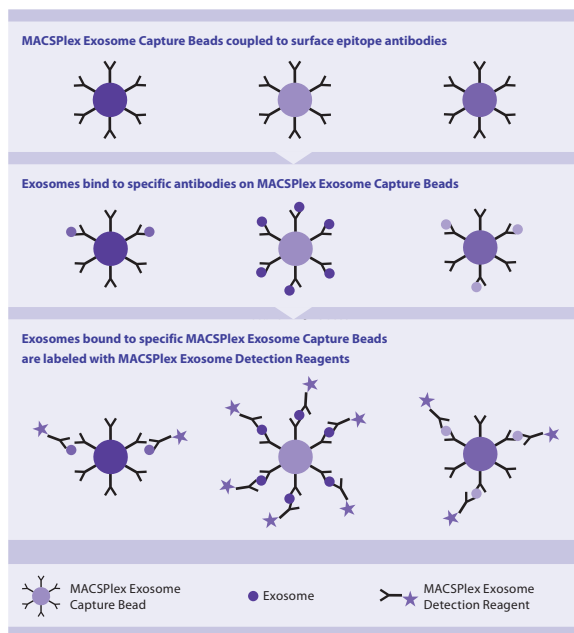 MACSPlex Exosome Capture Beads coupled to surface epitope antibodies
Exosomes bind to specific antibodies on MACSPlex Exosome Capture Beads
Exosomes bound to specific MACSPlex Exosome Capture Beads
are labeled with MACSPlex Exosome Detection Reagents
MACSPlex Exosome
Capture Bead
Exosome
MACSPlex Exosome
Detection Reagent